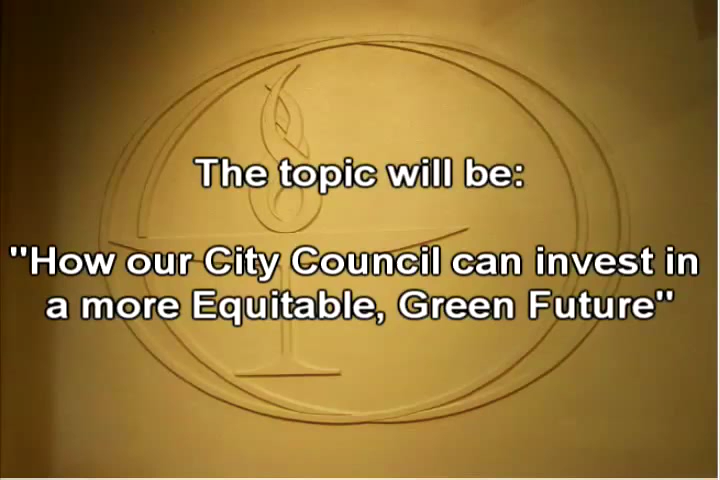 The topic will be:
"How our City Council can invest in
a more Equitable, Green Future"